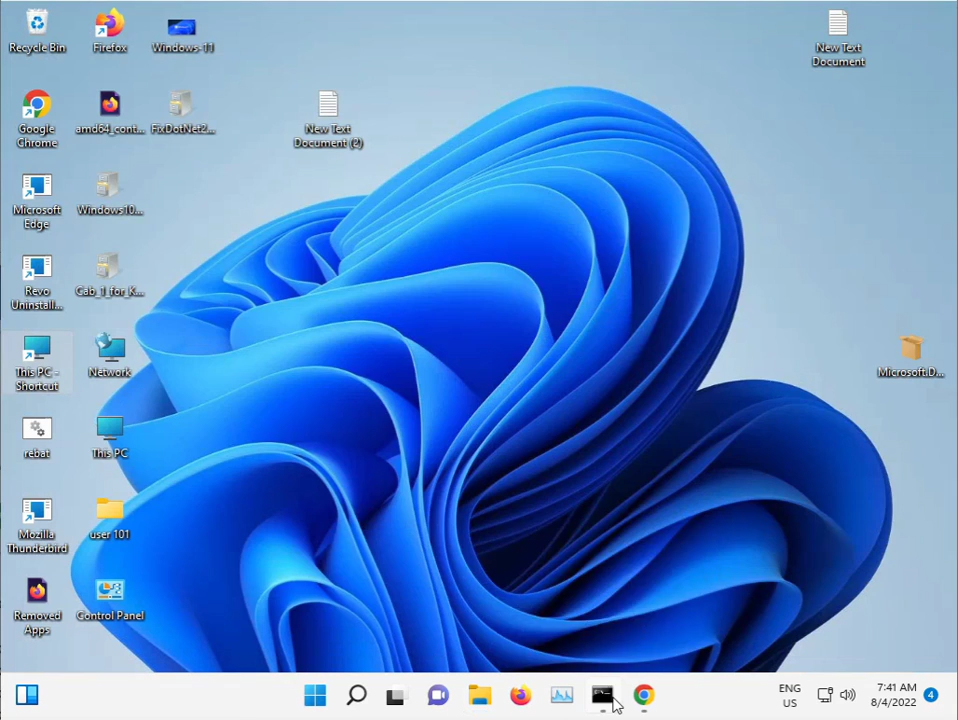 Recycle Bin
Firefox
Windows-11
New Text
Document
Google
Chrome
amd64_cont...
FixDotNet2...
New Text
Document (2)
Microsoft
Edge
Windows10...
Revo
Uninstall...
Cab_1_for_K...
This PC -
Shortcut
Network
Microsoft.D...
rebat
This PC
Mozilla
Thunderbird
user 101
Removed
Apps
Control Panel
ENG
US
7:41 AM
8/4/2022
4